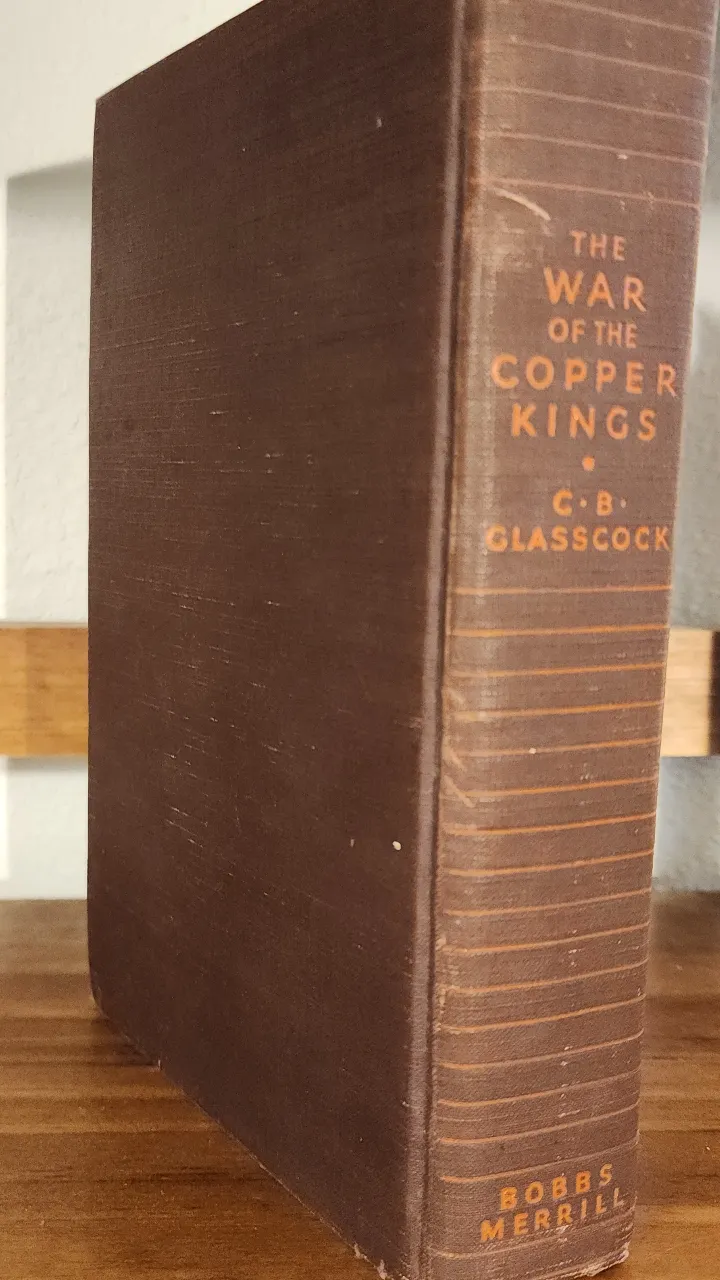 THE
WAR
OF THE
COPPER
KINGS
•
C·B·
GLASSCOCK
BOBBS
MERRILL